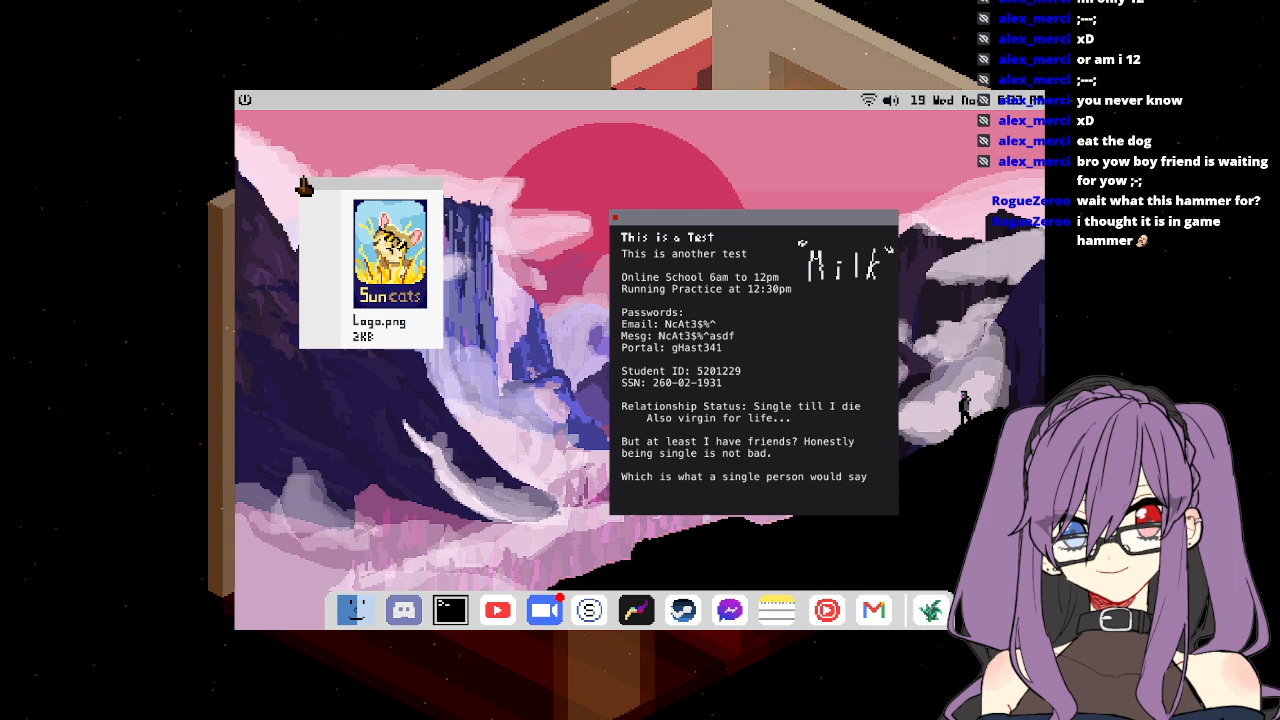 19 Wed No
Sun cats
Logo.png
2KB
This is a Test
This is another test
Milk
Online School 6am to 12pm
Running Practice at 12:30pm
Passwords:
Email: NcAt3$%^
Mesg: NcAt3$%^asdf
Portal: gHast341
Student ID: 5201229
SSN: 260-02-1931
Relationship Status: Single till I die
Also virgin for life...
But at least I have friends? Honestly
being single is not bad.
Which is what a single person would say
alex_merci ;---;
alex_merci xD
alex_merci or am i 12
alex_merci ;---;
alex_merci you never know
alex_merci xD
alex_merci eat the dog
alex_merci bro yow boy friend is waiting
for yow ;-;
RogueZeroo wait what this hammer for?
RogueZeroo i thought it is in game
hammer